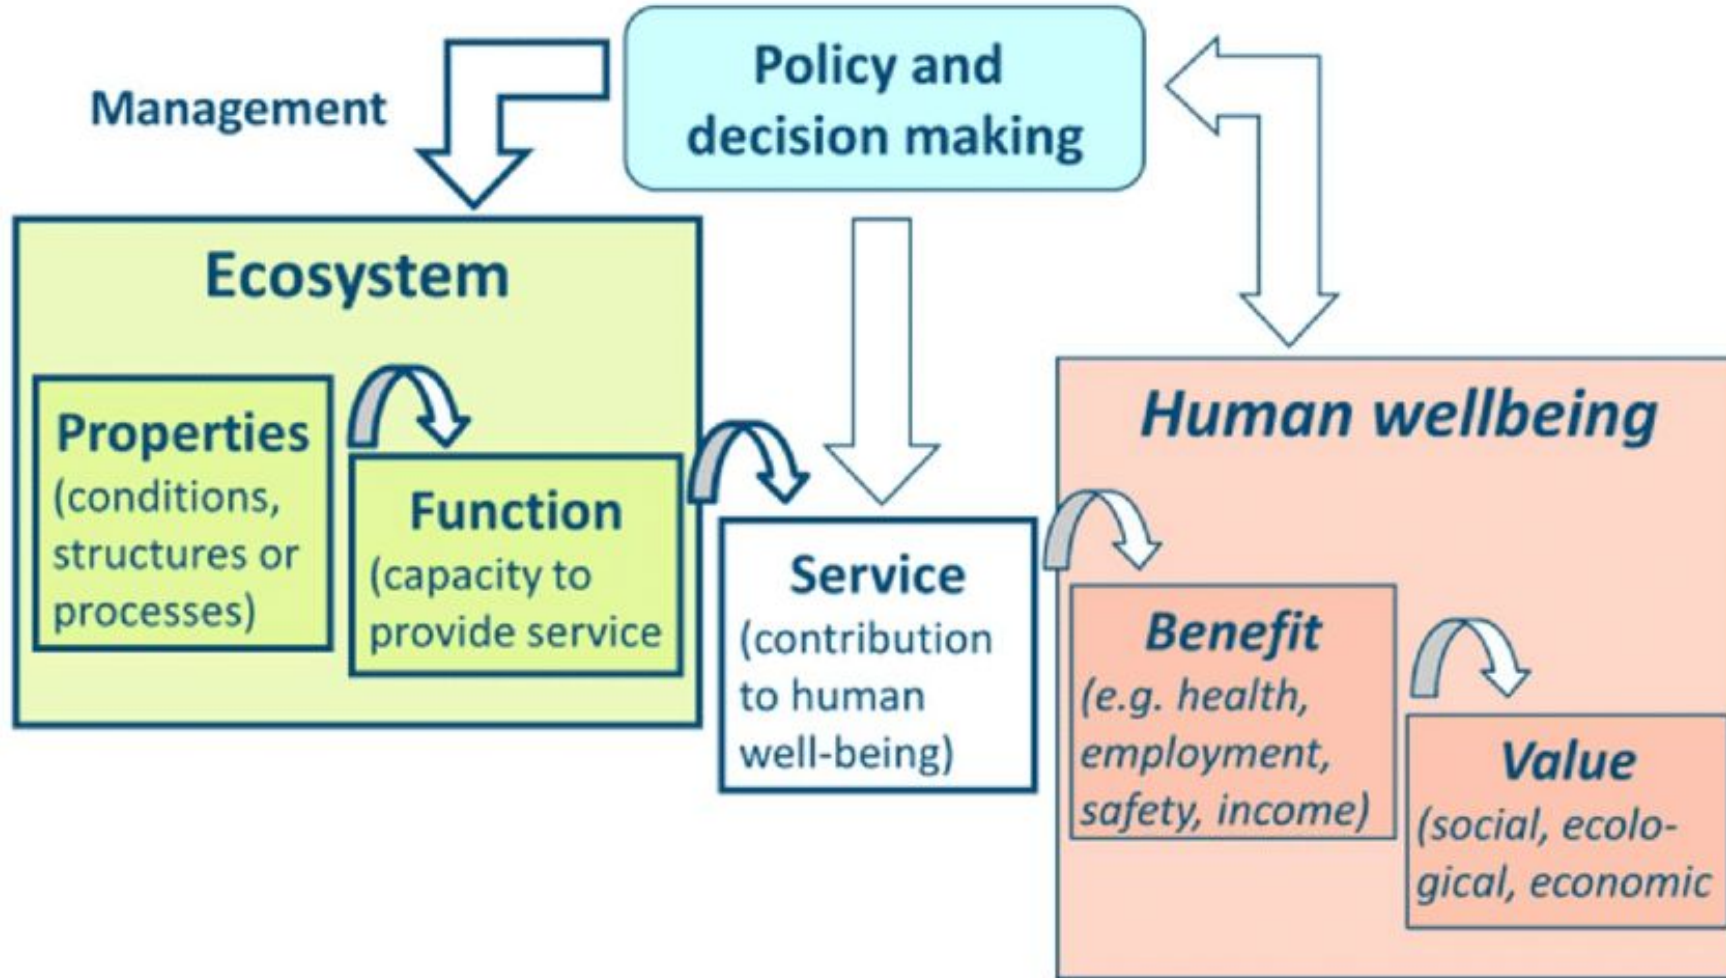 Policy and
decision making
Management
Ecosystem
Properties
(conditions,
structures or
processes)
Function
(capacity to
provide service
Service
(contribution
to human
well-being)
Human wellbeing
Benefit
(e.g. health,
employment,
safety, income)
Value
(social, ecolo-
gical, economic